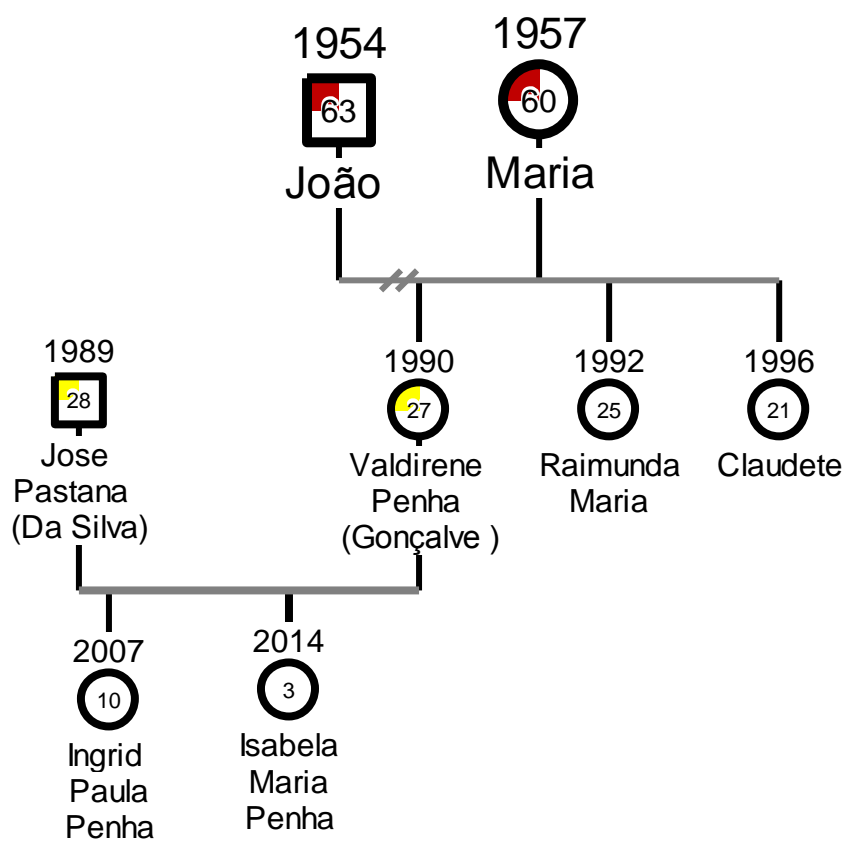 1954
1957
63
60
João
Maria
1989
1990
1992
1996
28
27
25
21
Jose
Pastana
(Da Silva)
Valdirene
Penha
(Gonçalve )
Raimunda
Maria
Claudete
2007
2014
10
3
Ingrid
Paula
Penha
Isabela
Maria
Penha